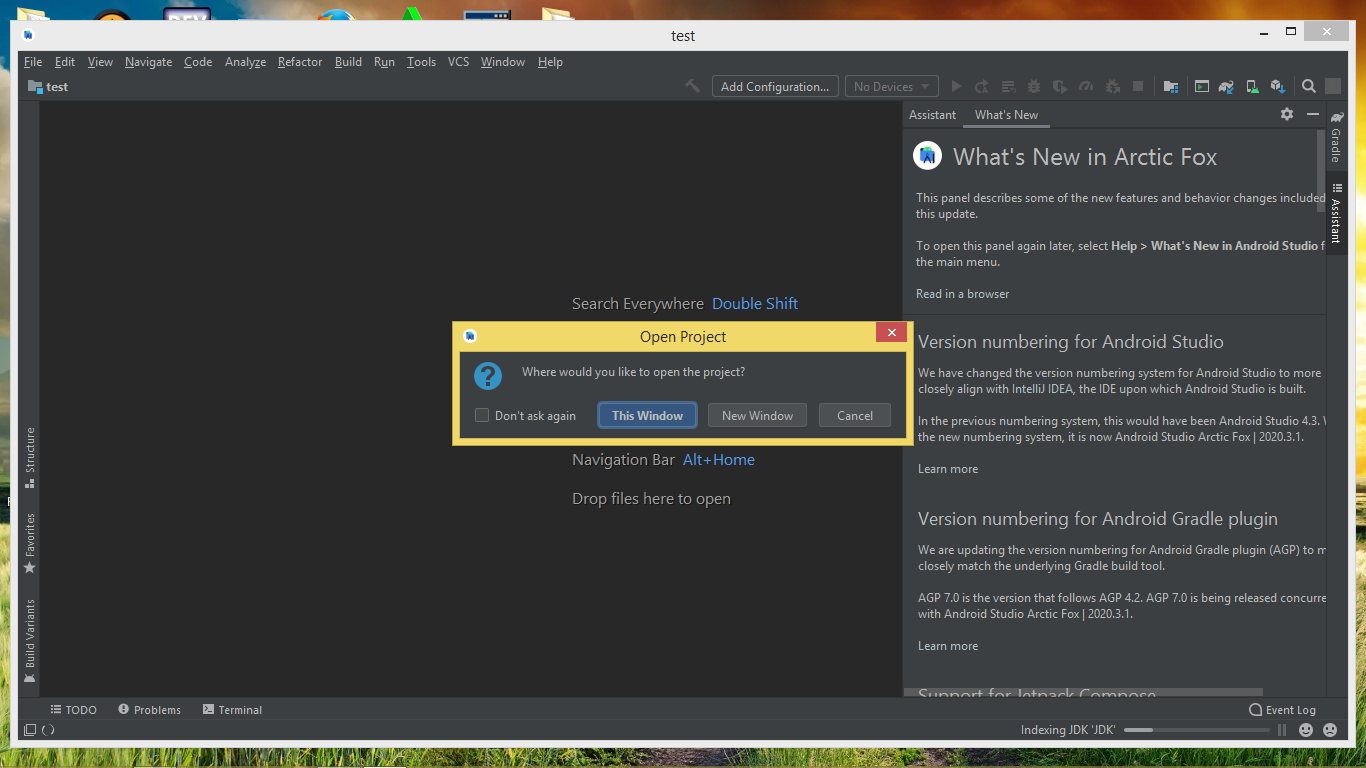 test
File Edit View Navigate Code Analyze Refactor Build Run Tools VCS Window Help
test
Add Configuration...
No Devices
Assistant
What's New
What's New in Arctic Fox
This panel describes some of the new features and behavior changes included
this update.
To open this panel again later, select Help > What's New in Android Studio
the main menu.
Read in a browser
Version numbering for Android Studio
We have changed the version numbering system for Android Studio to more
closely align with IntelliJ IDEA, the IDE upon which Android Studio is built.
In the previous numbering system, this would have been Android Studio 4.3.
the new numbering system, it is now Android Studio Arctic Fox | 2020.3.1.
Learn more
Version numbering for Android Gradle plugin
We are updating the version numbering for Android Gradle plugin (AGP) to
closely match the underlying Gradle build tool.
AGP 7.0 is the version that follows AGP 4.2. AGP 7.0 is being released
with Android Studio Arctic Fox | 2020.3.1.
Learn more
Support for Jetpack Compose
Gradle
Assistant
Search Everywhere Double Shift
Open Project
Where would you like to open the project?
Don't ask again
This Window
New Window
Cancel
Navigation Bar Alt+Home
Drop files here to open
Structure
Favorites
Build Variants
TODO
Problems
Terminal
Event Log
Indexing JDK 'JDK'